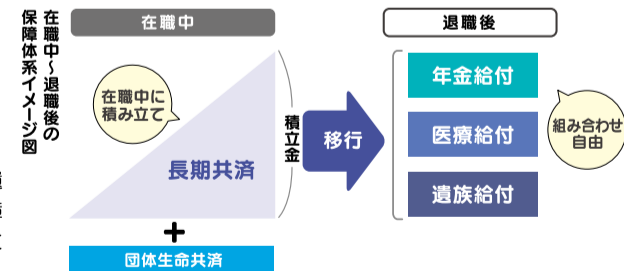 在職中～退職後の
保障体系イメージ図
在職中
在職中に
積み立て
長期共済
積立金
+
団体生命共済
移行
退職後
年金給付
医療給付
遺族給付
組み合わせ
自由